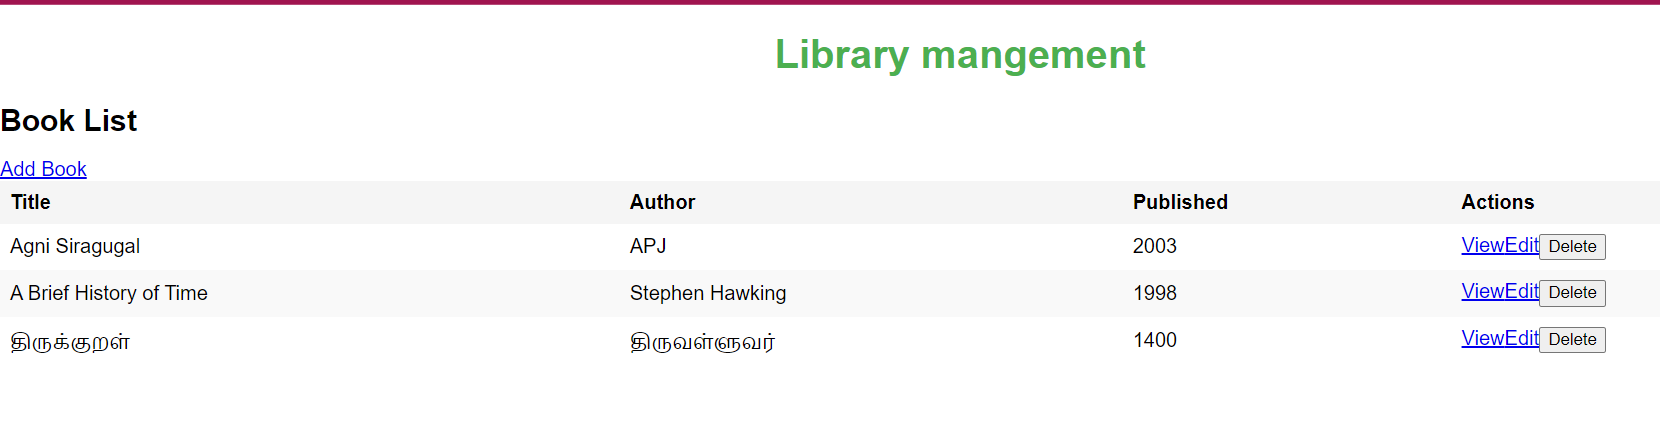 Library mangement
Book List
Add Book
Title Author Published Actions
Agni Siragugal APJ 2003 ViewEdit Delete
A Brief History of Time Stephen Hawking 1998 ViewEdit Delete
திருக்குறள் திருவள்ளுவர் 1400 ViewEdit Delete